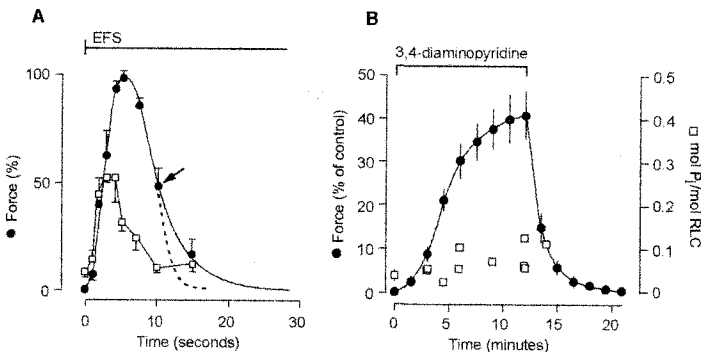 A
EFS
100
50
0
● Force (%)
0
10
20
30
Time (seconds)
B
3,4-diaminopyridine
50
40
30
20
10
0
● Force (% of control)
0.5
0.4
0.3
0.2
0.1
0
□ mol Pi/mol RLC
0
5
10
15
20
Time (minutes)